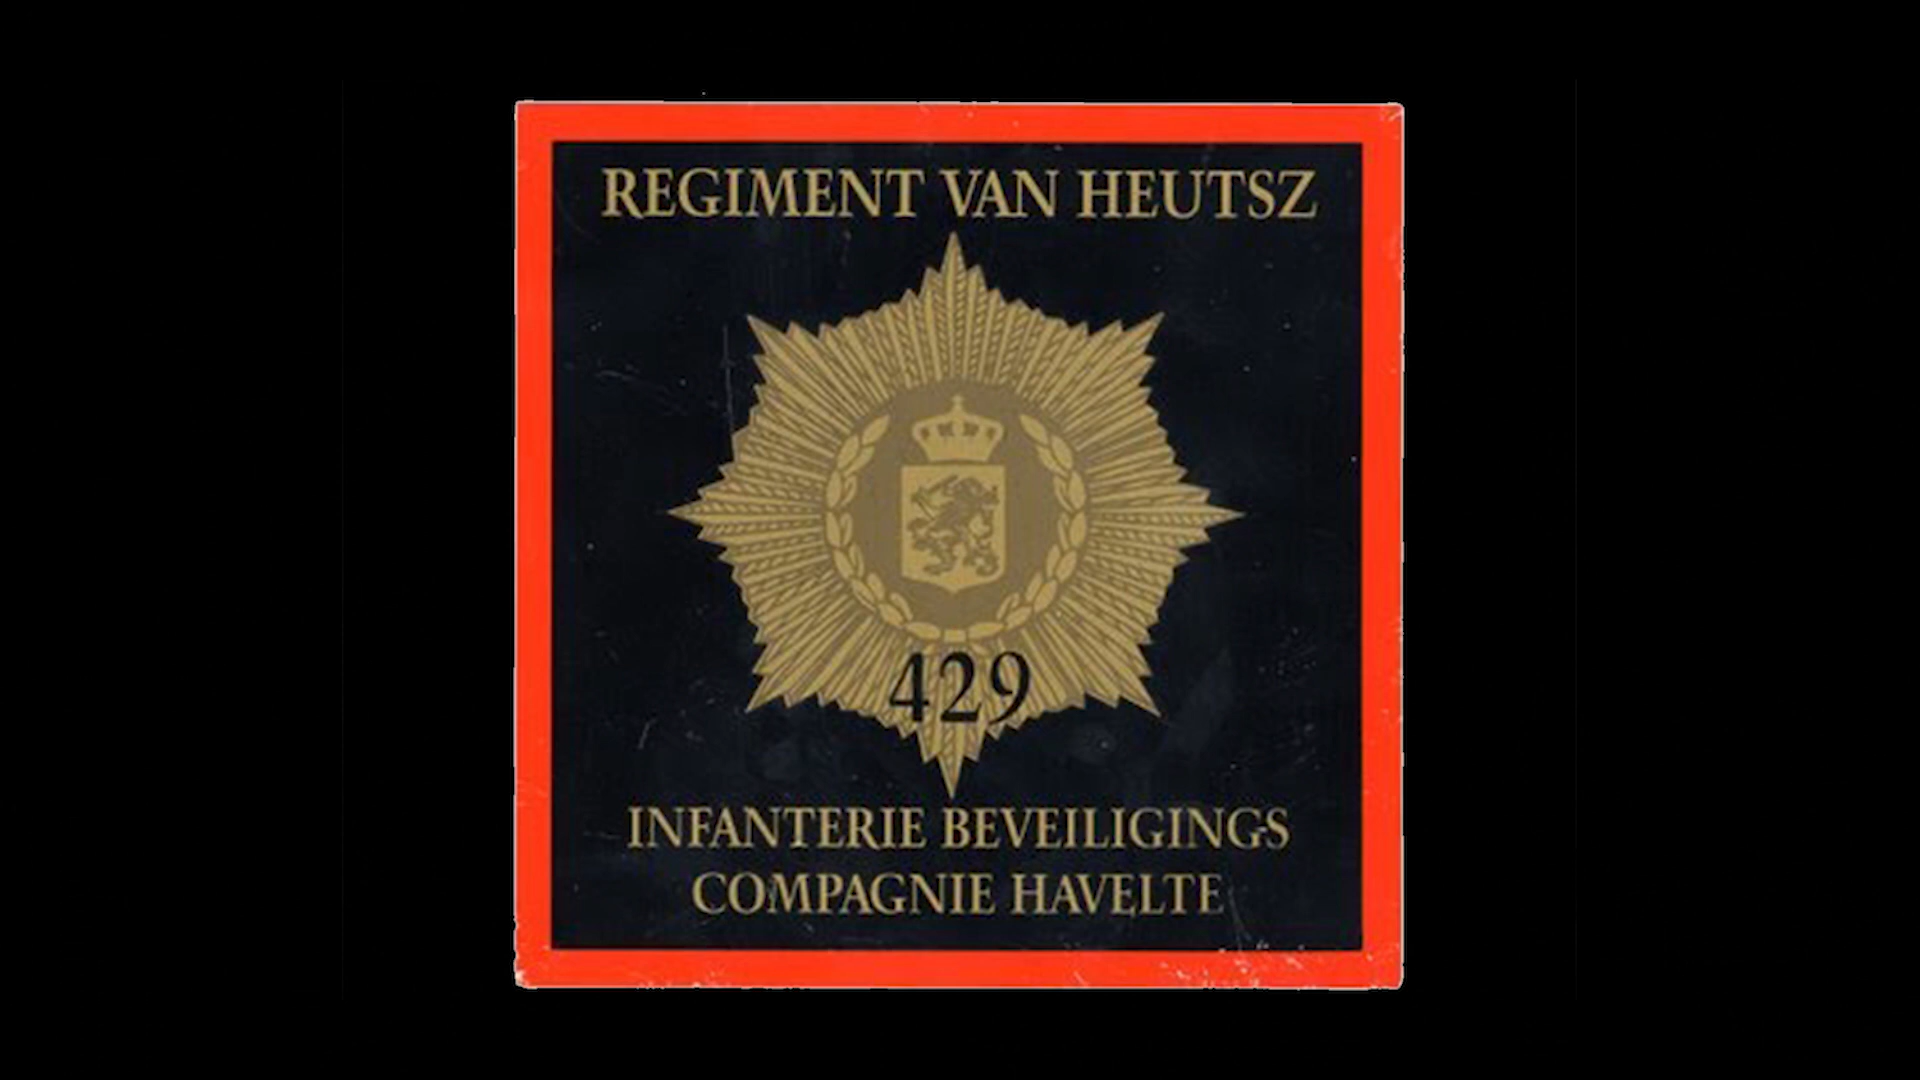 REGIMENT VAN HEUTSZ
429
INFANTERIE BEVEILIGINGS
COMPAGNIE HAVELTE